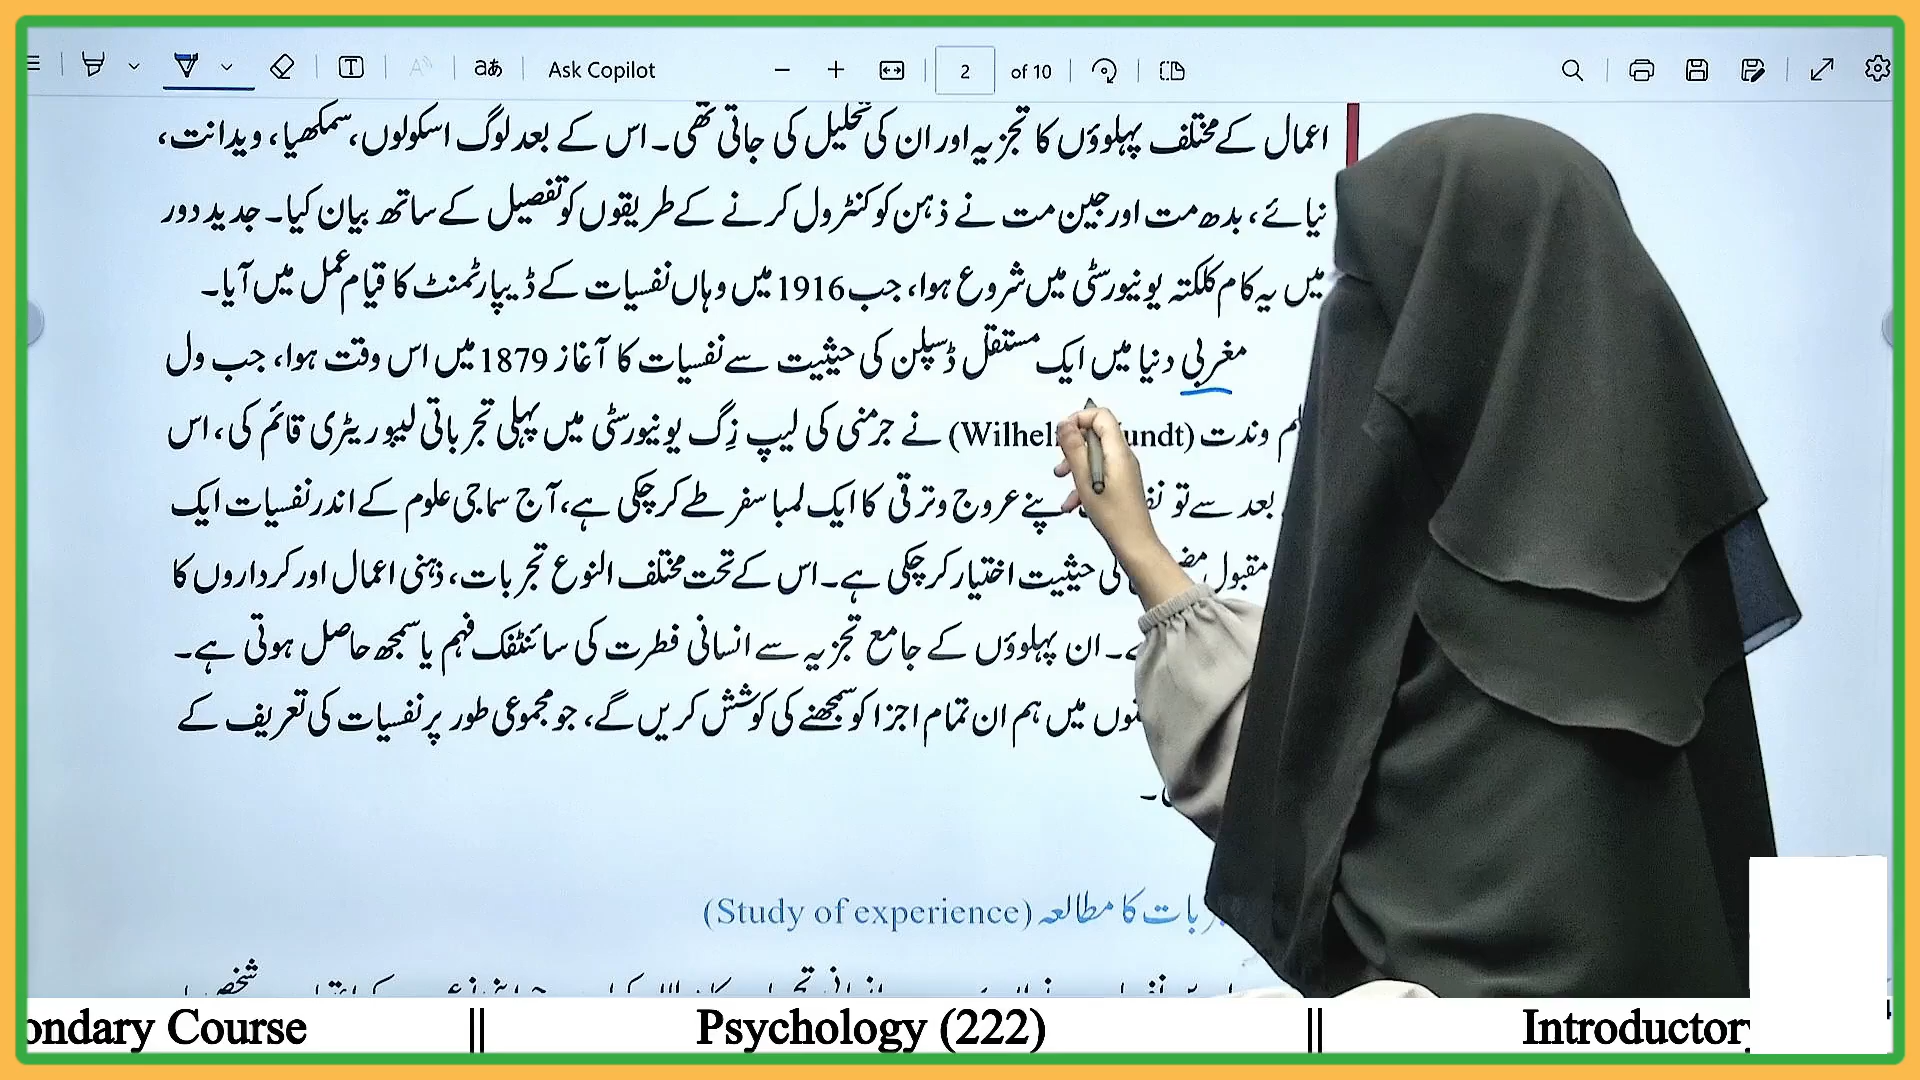 Ask Copilot
2 of 10
اعمال کے مختلف پہلوؤں کا تجزیہ اور ان کی تحلیل کی جاتی تھی۔ اس کے بعد لوگ اسکولوں، سمکھیا، ویدانت،
نیائے، بدھ مت اور جین مت نے ذہن کو کنٹرول کرنے کے طریقوں کو تفصیل کے ساتھ بیان کیا۔ جدید دور
میں یہ کام کلکتہ یونیورسٹی میں شروع ہوا، جب 1916 میں وہاں نفسیات کے ڈیپارٹمنٹ کا قیام عمل میں آیا۔
مغربی دنیا میں ایک مستقل ڈسپلن کی حیثیت سے نفسیات کا آغاز 1879 میں اس وقت ہوا، جب ول
وندت نے جرمنی کی لیپ زِگ یونیورسٹی میں پہلی تجرباتی لیبوریٹری قائم کی، اس
بعد سے تو اپنے عروج وترقی کا ایک لمبا سفر طے کرچکی ہے، آج سماجی علوم کے اندر نفسیات ایک
مقبول کی حیثیت اختیار کرچکی ہے۔ اس کے تحت مختلف النوع تجربات، ذہنی اعمال اور کرداروں کا
ان پہلوؤں کے جامع تجزیہ سے انسانی فطرت کی سائنٹفک فہم یا سمجھ حاصل ہوتی ہے۔
میں ہم ان تمام اجزا کو سمجھنے کی کوشش کریں گے، جو مجموعی طور پر نفسیات کی تعریف کے
کا مطالعہ (Study of experience)
ondary Course || Psychology (222) || Introductory